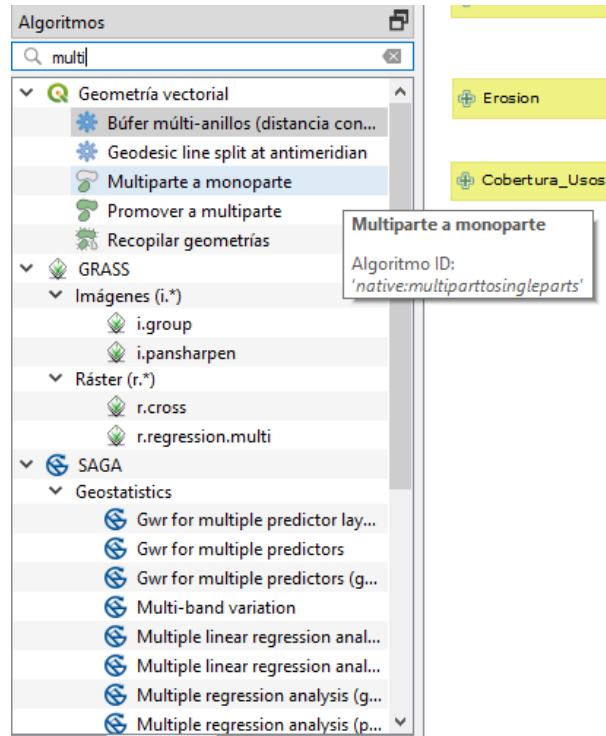 Algoritmos
multi
Geometría vectorial
Búfer múlti-anillos (distancia con...
Geodesic line split at antimeridian
Multiparte a monoparte
Promover a multiparte
Recopilar geometrías
GRASS
Imágenes (i.*)
i.group
i.pansharpen
Ráster (r.*)
r.cross
r.regression.multi
SAGA
Geostatistics
Gwr for multiple predictor lay...
Gwr for multiple predictors
Gwr for multiple predictors (g...
Multi-band variation
Multiple linear regression anal...
Multiple linear regression anal...
Multiple regression analysis (g...
Multiple regression analysis (p...
Erosion
Cobertura_Usos
Multiparte a monoparte
Algoritmo ID:
'native:multiparttosingleparts'